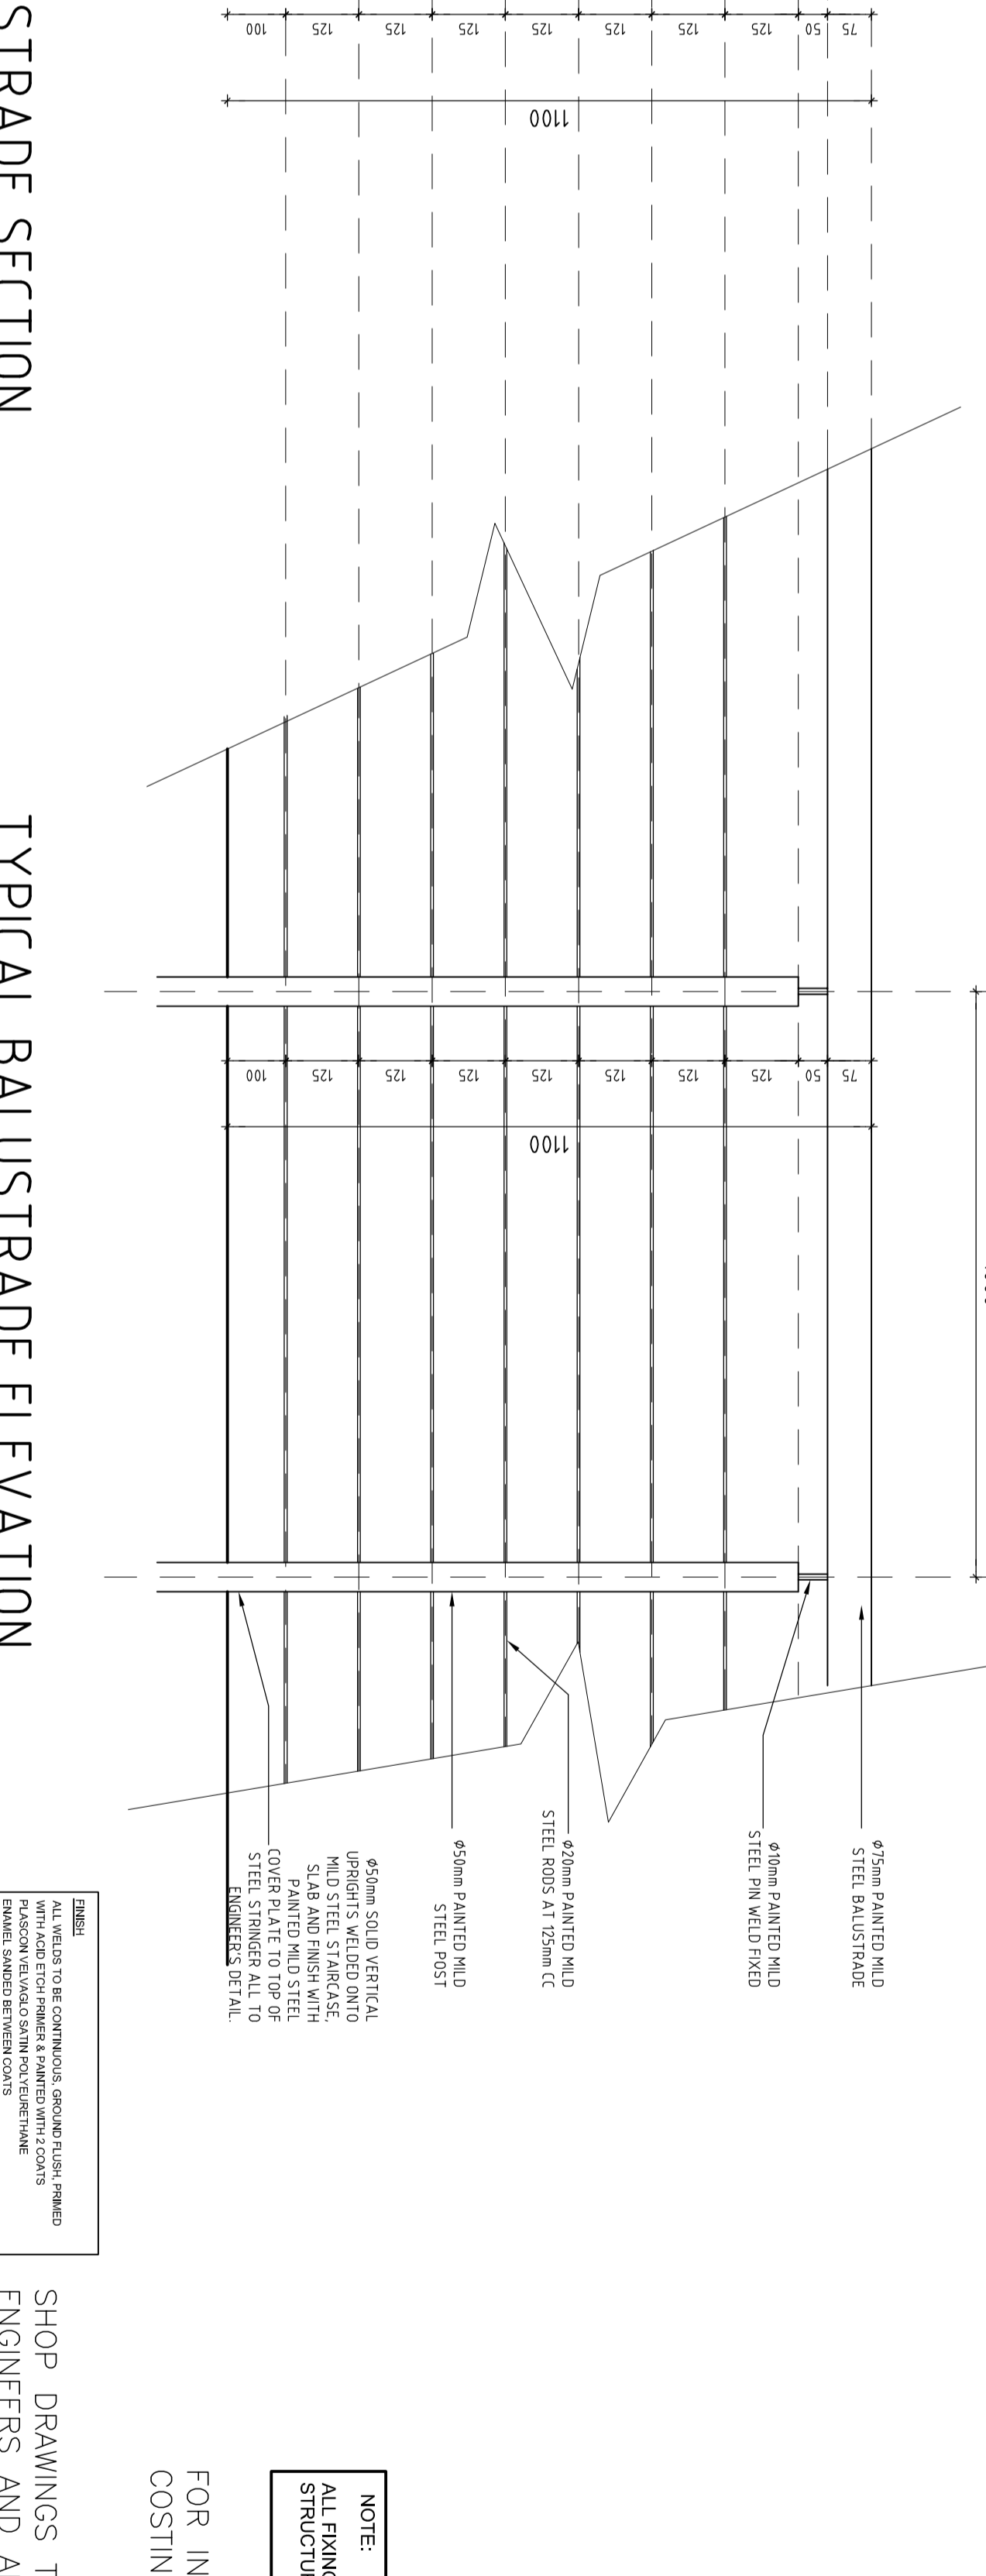 75
50
125
125
125
125
125
125
125
100
1100
75
50
125
125
125
125
125
125
125
100
1100
Ø75mm PAINTED MILD
STEEL BALUSTRADE
Ø10mm PAINTED MILD
STEEL PIN WELD FIXED
Ø20mm PAINTED MILD
STEEL RODS AT 125mm CC
Ø50mm PAINTED MILD
STEEL POST
Ø50mm SOLID VERTICAL
UPRIGHTS WELDED ONTO
MILD STEEL STAIRCASE,
SLAB AND FINISH WITH
PAINTED MILD STEEL
COVER PLATE TO TOP OF
STEEL STRINGER ALL TO
ENGINEER'S DETAIL.
STRADE SECTION
TYPICAL BALUSTRADE ELEVATION
FINISH
ALL WELDS TO BE CONTINUOUS, GROUND FLUSH, PRIMED
WITH ACID ETCH PRIMER & PAINTED WITH 2 COATS
PLASCON VELVAGLO SATIN POLYEURETHANE
ENAMEL SANDED BETWEEN COATS
NOTE:
ALL FIXING
STRUCTU
FOR IN
COSTIN
SHOP DRAWINGS T
ENGINEERS AND A